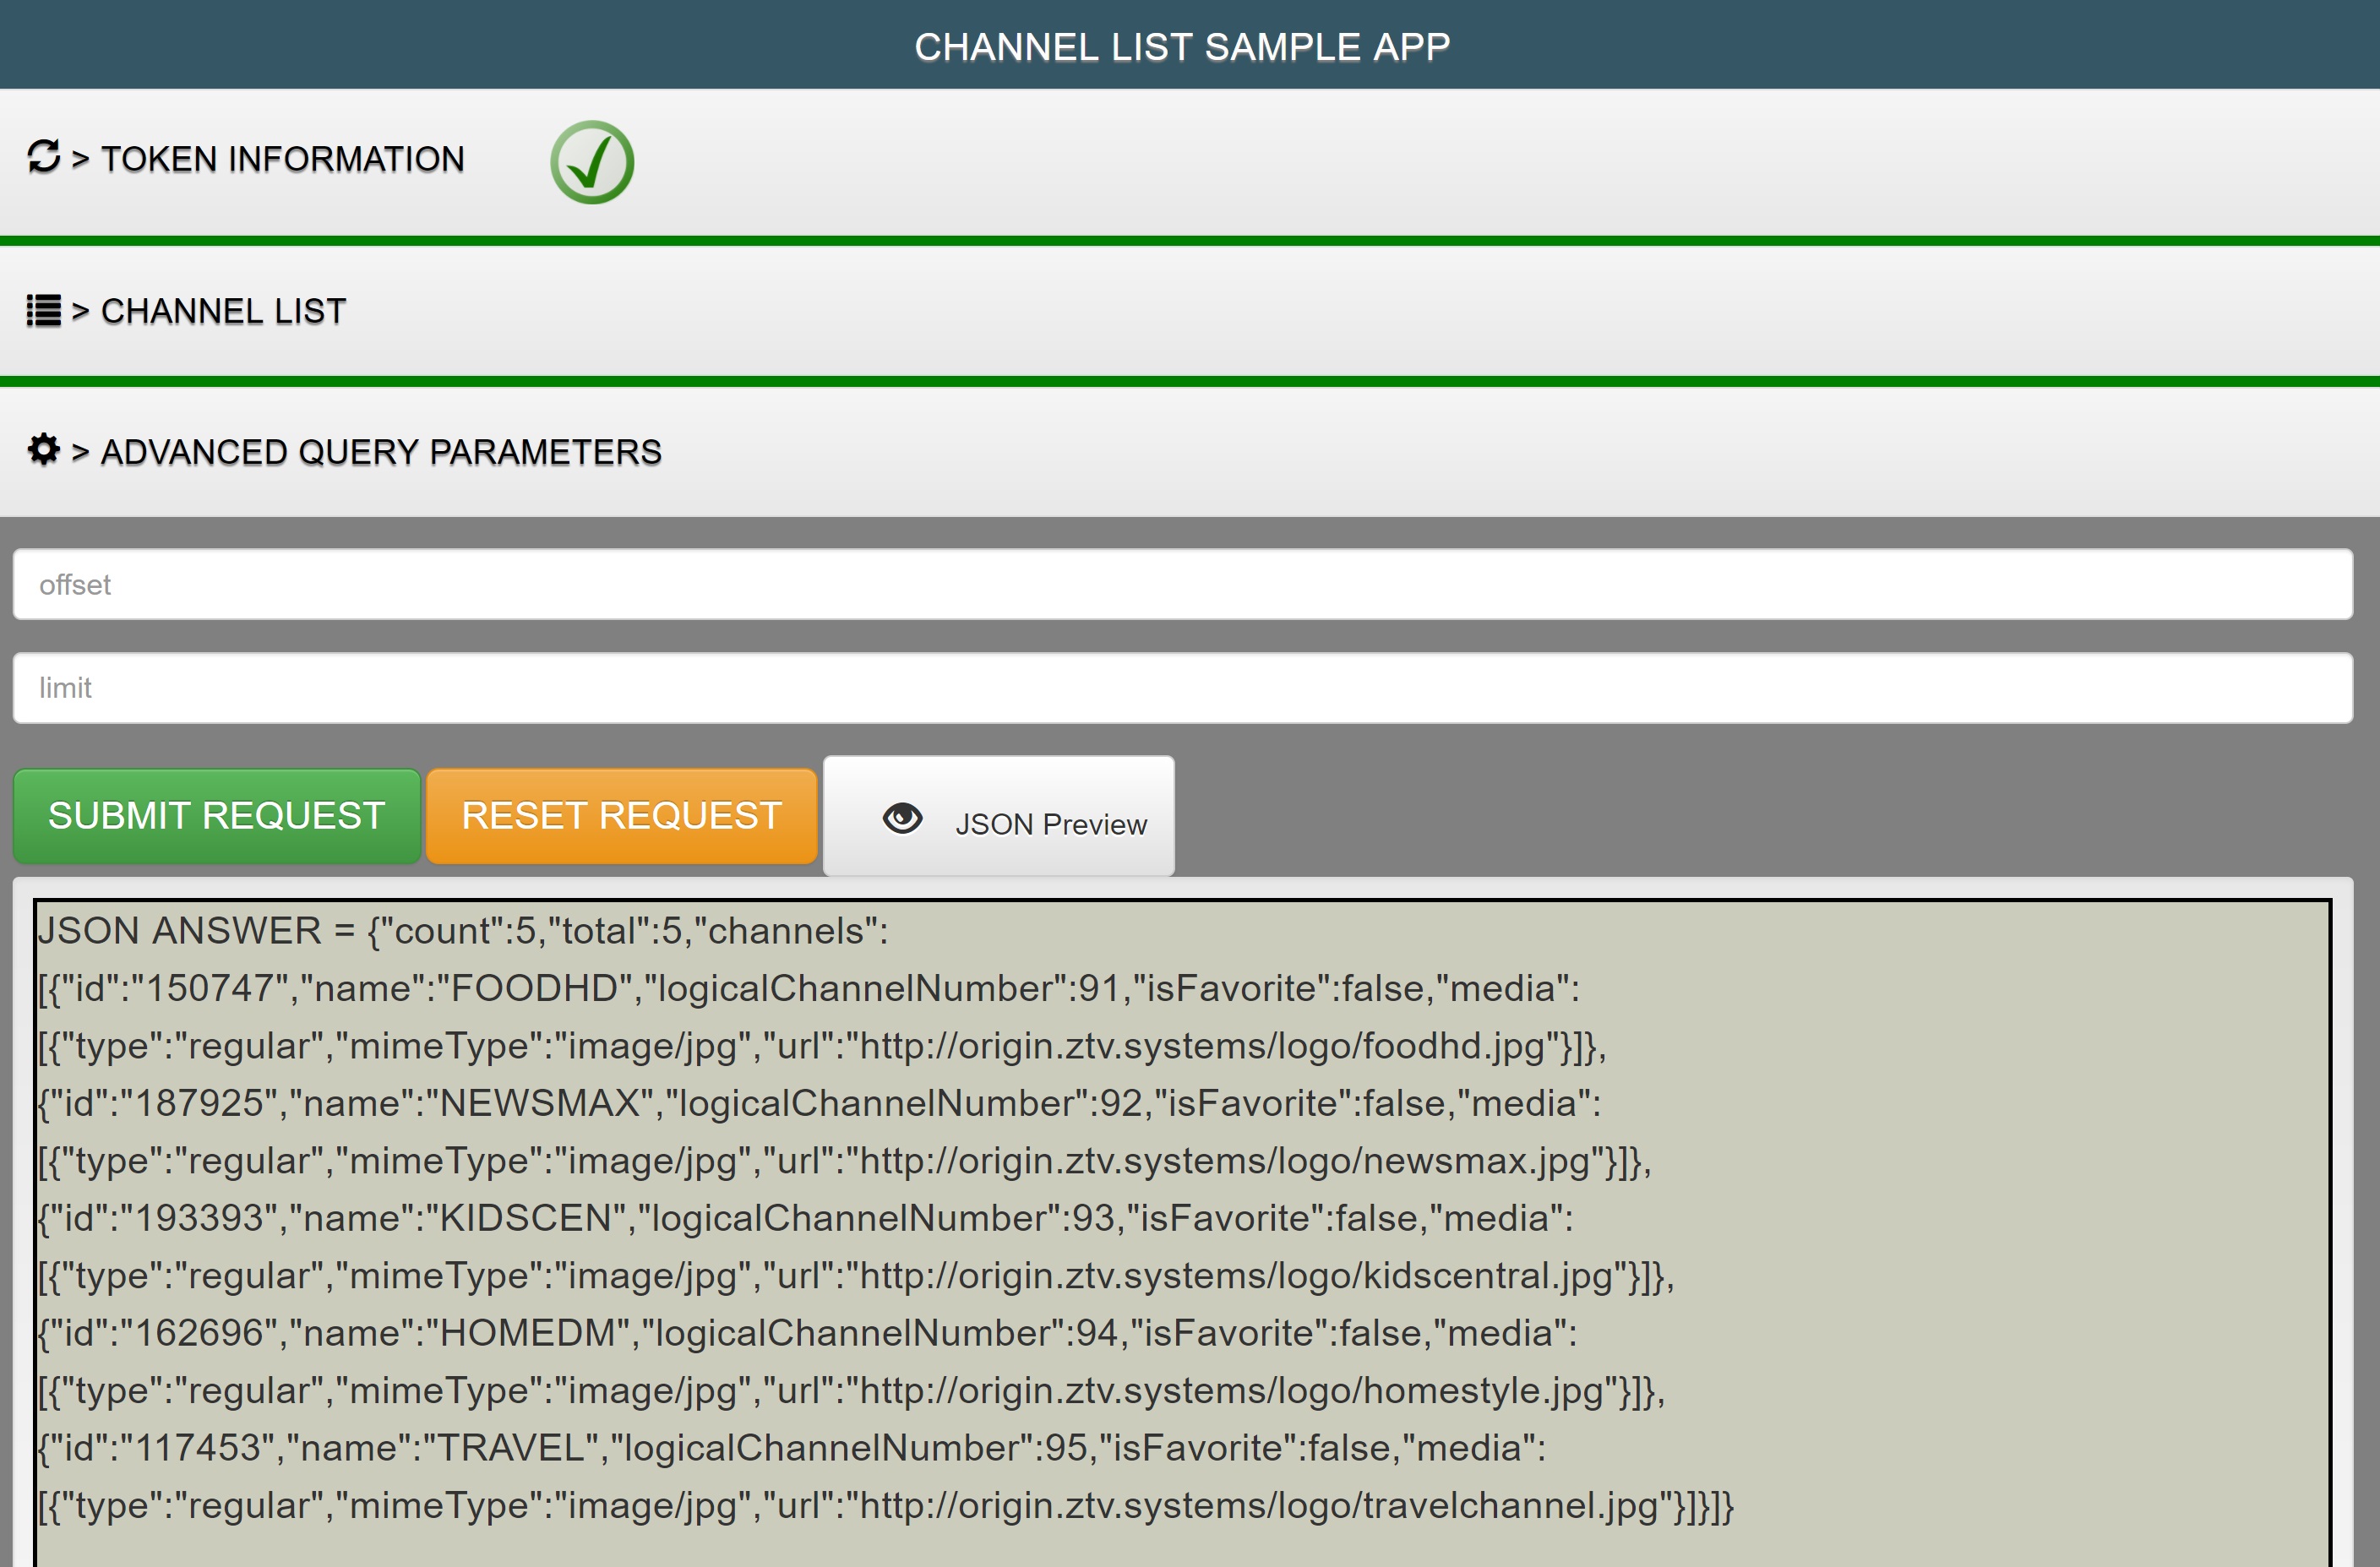 CHANNEL LIST SAMPLE APP
> TOKEN INFORMATION
> CHANNEL LIST
> ADVANCED QUERY PARAMETERS
offset
limit
SUBMIT REQUEST RESET REQUEST JSON Preview
JSON ANSWER = {"count":5,"total":5,"channels":
[{"id":"150747","name":"FOODHD","logicalChannelNumber":91,"isFavorite":false,"media":
[{"type":"regular","mimeType":"image/jpg","url":"http://origin.ztv.systems/logo/foodhd.jpg"}]},
{"id":"187925","name":"NEWSMAX","logicalChannelNumber":92,"isFavorite":false,"media":
[{"type":"regular","mimeType":"image/jpg","url":"http://origin.ztv.systems/logo/newsmax.jpg"}]},
{"id":"193393","name":"KIDSCEN","logicalChannelNumber":93,"isFavorite":false,"media":
[{"type":"regular","mimeType":"image/jpg","url":"http://origin.ztv.systems/logo/kidscentral.jpg"}]},
{"id":"162696","name":"HOMEDM","logicalChannelNumber":94,"isFavorite":false,"media":
[{"type":"regular","mimeType":"image/jpg","url":"http://origin.ztv.systems/logo/homestyle.jpg"}]},
{"id":"117453","name":"TRAVEL","logicalChannelNumber":95,"isFavorite":false,"media":
[{"type":"regular","mimeType":"image/jpg","url":"http://origin.ztv.systems/logo/travelchannel.jpg"}]}]}